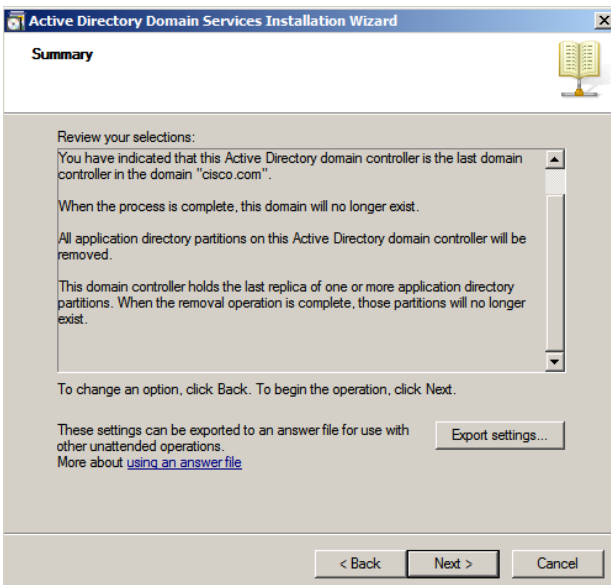 Active Directory Domain Services Installation Wizard
Summary
Review your selections:
You have indicated that this Active Directory domain controller is the last domain
controller in the domain "cisco.com".
When the process is complete, this domain will no longer exist.
All application directory partitions on this Active Directory domain controller will be
removed.
This domain controller holds the last replica of one or more application directory
partitions. When the removal operation is complete, those partitions will no longer
exist.
To change an option, click Back. To begin the operation, click Next.
These settings can be exported to an answer file for use with
other unattended operations.
Export settings...
More about using an answer file
< Back Next > Cancel